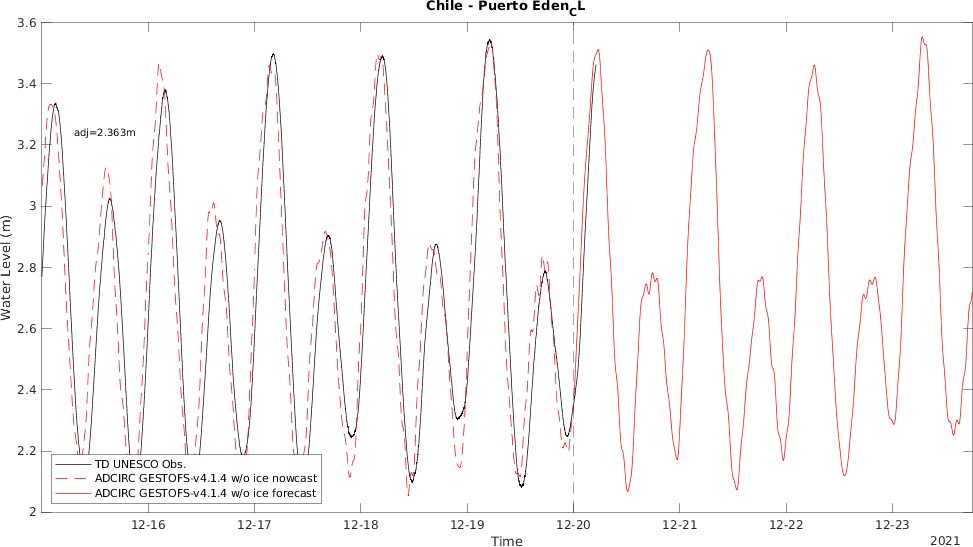 Chile - Puerto Eden_CL
3.6
3.4
adj=2.363m
3.2
3
2.8
Water Level (m)
2.6
2.4
2.2
TD UNESCO Obs.
ADCIRC GESTOFS-v4.1.4 w/o ice nowcast
ADCIRC GESTOFS-v4.1.4 w/o ice forecast
2
12-16 12-17 12-18 12-19 12-20 12-21 12-22 12-23
Time
2021